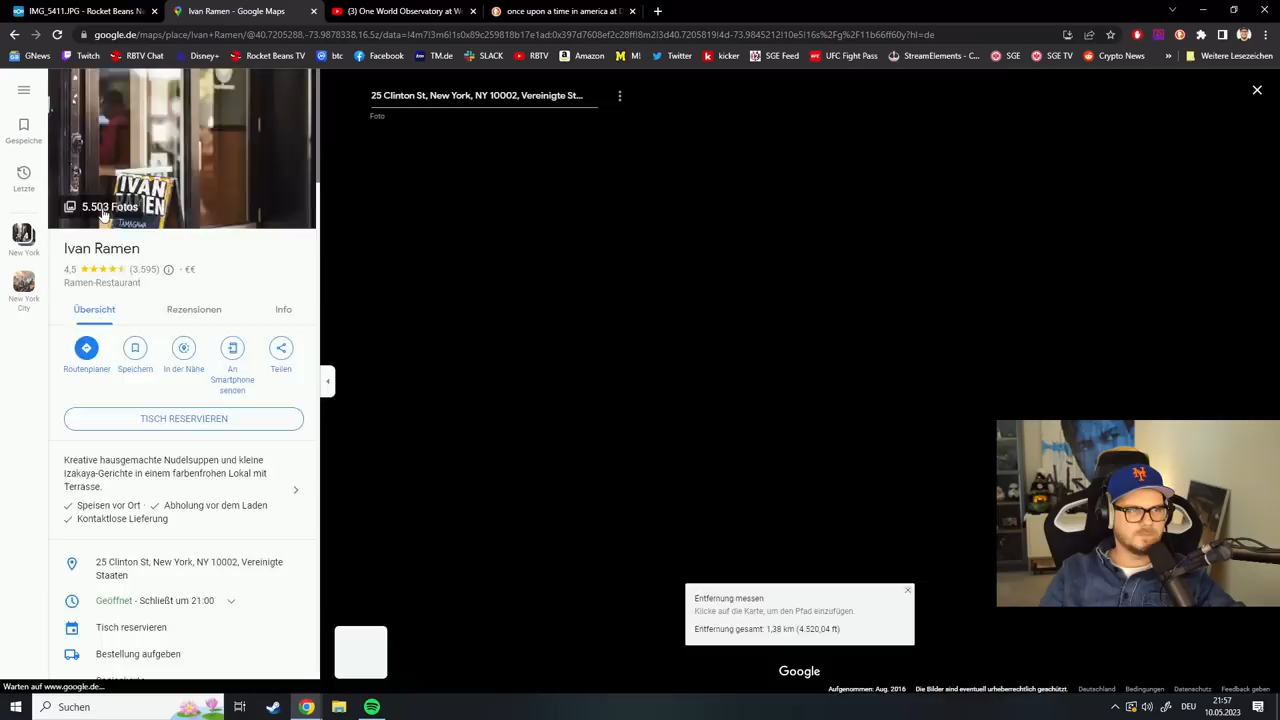 IMG_5411.JPG - Rocket Beans N
Ivan Ramen - Google Maps
(3) One World Observatory at W
once upon a time in america at D
google.de/maps/place/Ivan+Ramen/@40.7205288,-73.9878338,16.5z/data=!4m7!3m6!1s0x89c259818b17e1ad:0x397d7608ef2c28ff!8m2!3d40.7205819!4d-73.9845212!10e5!16s%2Fg%2F11b66ff60y?hl=de
GNews
Twitch
RBTV Chat
Disney+
Rocket Beans TV
btc
Facebook
TM.de
SLACK
RBTV
Amazon
M!
Twitter
kicker
SGE Feed
UFC Fight Pass
StreamElements - C...
SGE
SGE TV
Crypto News
»
Weitere Lesezeichen
Gespeiche
Letzte
New York
New York
City
IVAN
RAMEN
TAMAGAWA
5.503 Fotos
Ivan Ramen
4,5 (3.595) · €€
Ramen-Restaurant
Übersicht
Rezensionen
Info
Routenplaner
Speichern
In der Nähe
An
Smartphone
senden
Teilen
TISCH RESERVIEREN
Kreative hausgemachte Nudelsuppen und kleine
Izakaya-Gerichte in einem farbenfrohen Lokal mit
Terrasse.
Speisen vor Ort · Abholung vor dem Laden
Kontaktlose Lieferung
25 Clinton St, New York, NY 10002, Vereinigte
Staaten
Geöffnet - Schließt um 21:00
Tisch reservieren
Bestellung aufgeben
25 Clinton St, New York, NY 10002, Vereinigte St...
Foto
Entfernung messen
Klicke auf die Karte, um den Pfad einzufügen.
Entfernung gesamt: 1,38 km (4.520,04 ft)
Google
Aufgenommen: Aug. 2016
Die Bilder sind eventuell urheberrechtlich geschützt.
Deutschland
Bedingungen
Datenschutz
Feedback geben
Warten auf www.google.de...
Suchen
DEU
21:57
10.05.2023